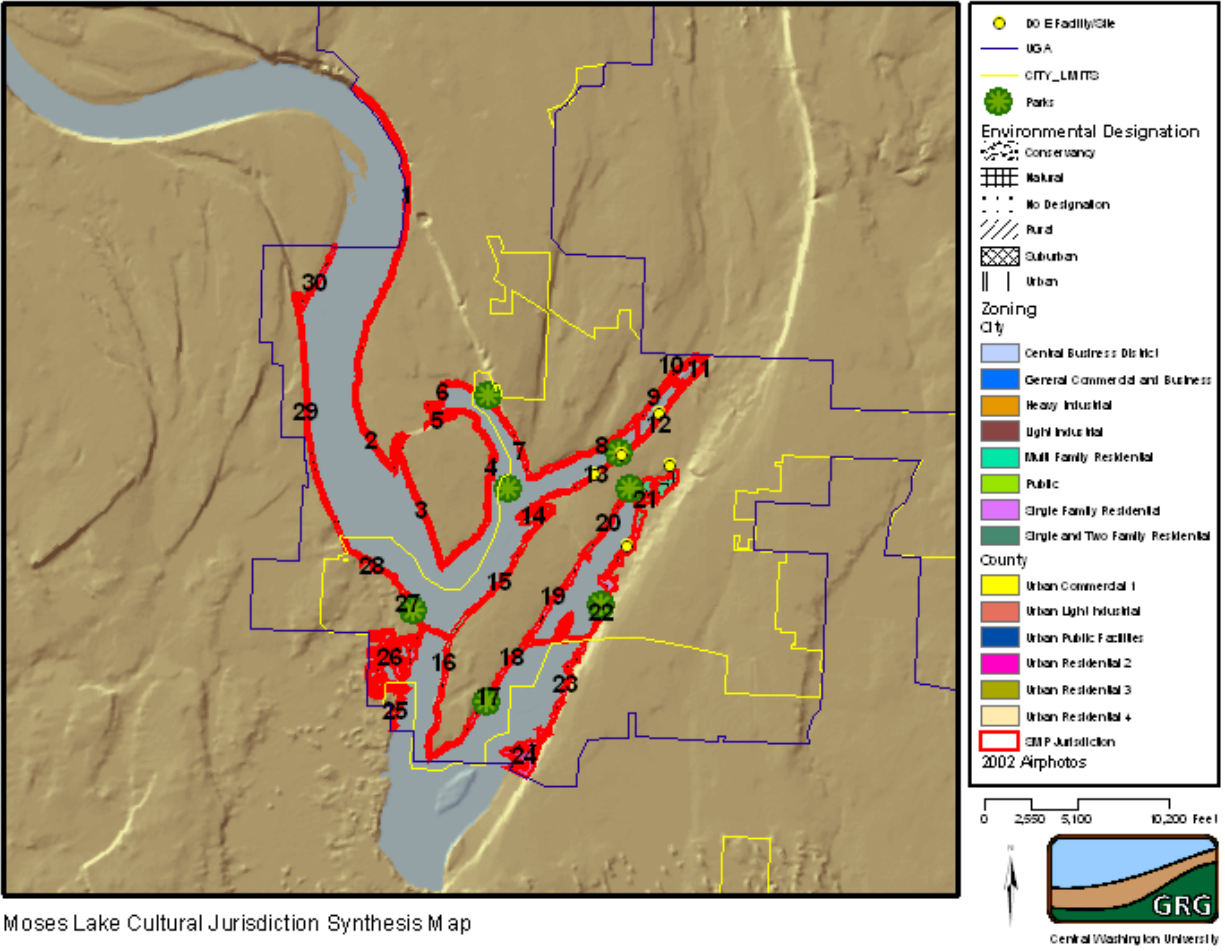 1
30
10
11
6
9
29
5
12
2
7
8
4
13
21
3
14
20
28
15
19
27
22
26
16
18
23
25
17
24
DOE Facility/Site
UGA
CITY_LIMITS
Parks
Environmental Designation
Conservancy
Natural
No Designation
Rural
Suburban
Urban
Zoning
City
Central Business District
General Commercial and Business
Heavy Industrial
Light Industrial
Multi Family Residential
Public
Single Family Residential
Single and Two Family Residential
County
Urban Commercial 1
Urban Light Industrial
Urban Public Facilities
Urban Residential 2
Urban Residential 3
Urban Residential 4
SMP Jurisdiction
2002 Airphotos
0 2,550 5,100 10,200 Feet
N
GRG
Central Washington University
Moses Lake Cultural Jurisdiction Synthesis Map